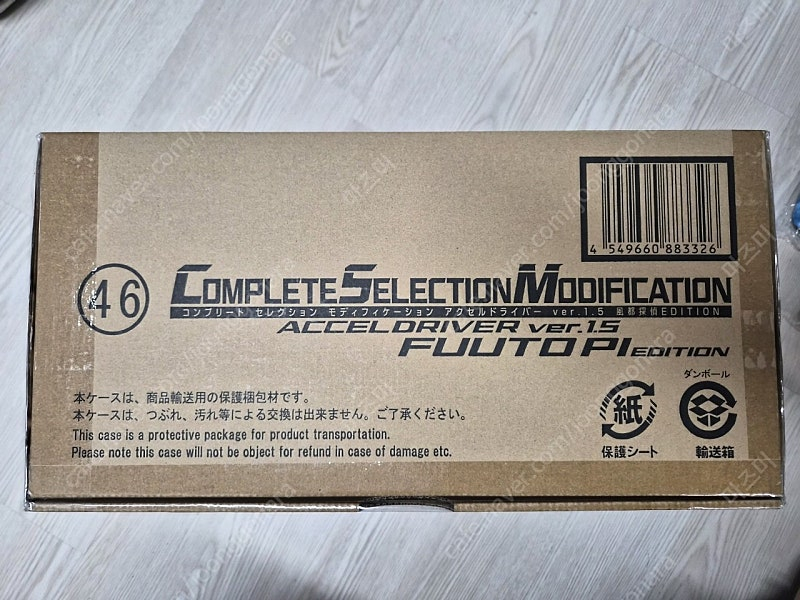 4 549660 883326
46
COMPLETE SELECTION MODIFICATION
コンプリート セレクション モディフィケーション アクセルドライバー ver.1.5 風都探偵EDITION
ACCELDRIVER ver.1.5
FUUTO PI EDITION
ダンボール
本ケースは、商品輸送用の保護梱包材です。
本ケースは、つぶれ、汚れ等による交換は出来ません。ご了承ください。
This case is a protective package for product transportation.
Please note this case will not be object for refund in case of damage etc.
紙
保護シート
輸送箱
cafe.naver.com/joonggonara